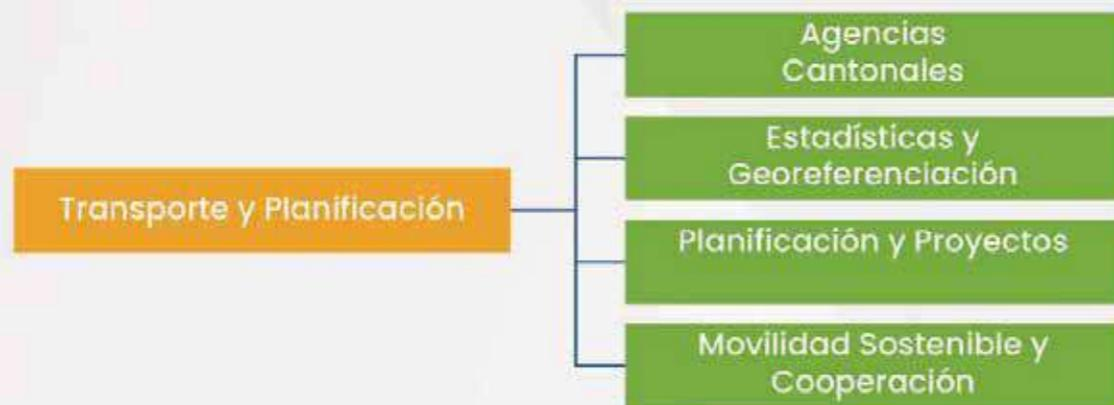 Agencias
Cantonales
Estadísticas y
Georeferenciación
Transporte y Planificación
Planificación y Proyectos
Movilidad Sostenible y
Cooperación